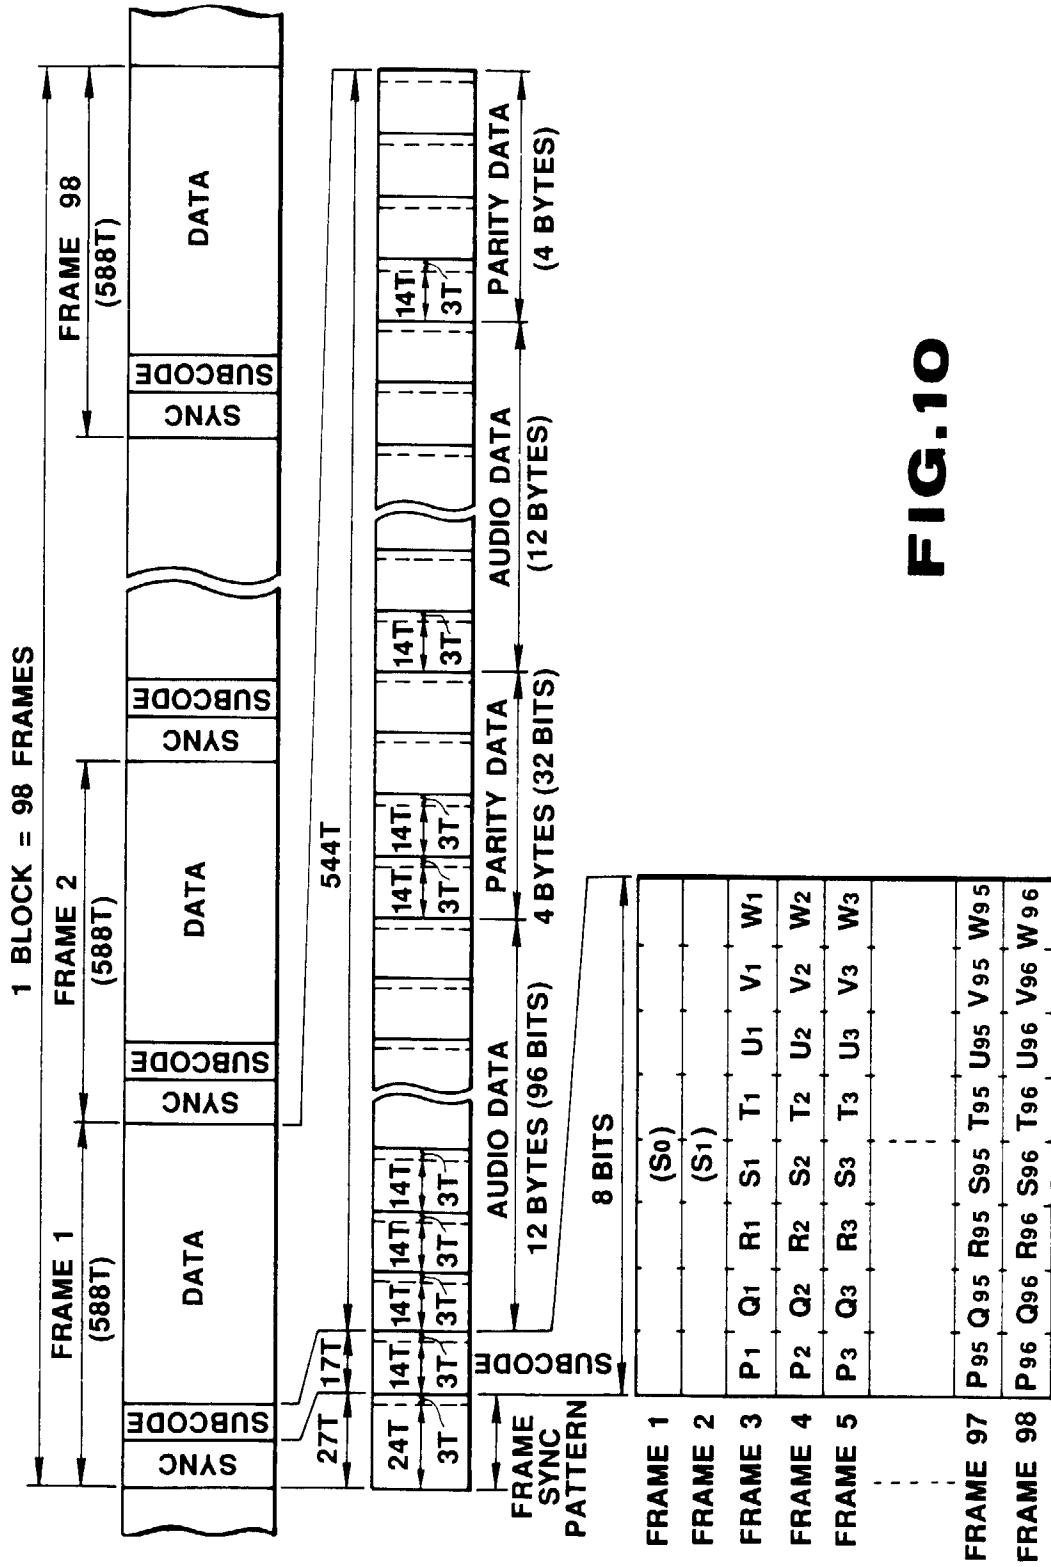 1 BLOCK = 98 FRAMES
FRAME 1
(588T)
FRAME 2
(588T)
FRAME 98
(588T)
SYNC
SUBCODE
DATA
SYNC
SUBCODE
DATA
SYNC
SUBCODE
SYNC
SUBCODE
DATA
27T
17T
544T
24T
3T
14T
3T
14T
3T
14T
3T
14T
3T
14T
3T
14T
3T
14T
3T
14T
3T
FRAME
SYNC
PATTERN
SUBCODE
AUDIO DATA
12 BYTES (96 BITS)
PARITY DATA
4 BYTES (32 BITS)
AUDIO DATA
(12 BYTES)
PARITY DATA
(4 BYTES)
8 BITS
FRAME 1 (S0)
FRAME 2 (S1)
FRAME 3 P1 Q1 R1 S1 T1 U1 V1 W1
FRAME 4 P2 Q2 R2 S2 T2 U2 V2 W2
FRAME 5 P3 Q3 R3 S3 T3 U3 V3 W3
FRAME 97 P95 Q95 R95 S95 T95 U95 V95 W95
FRAME 98 P96 Q96 R96 S96 T96 U96 V96 W96
FIG.10